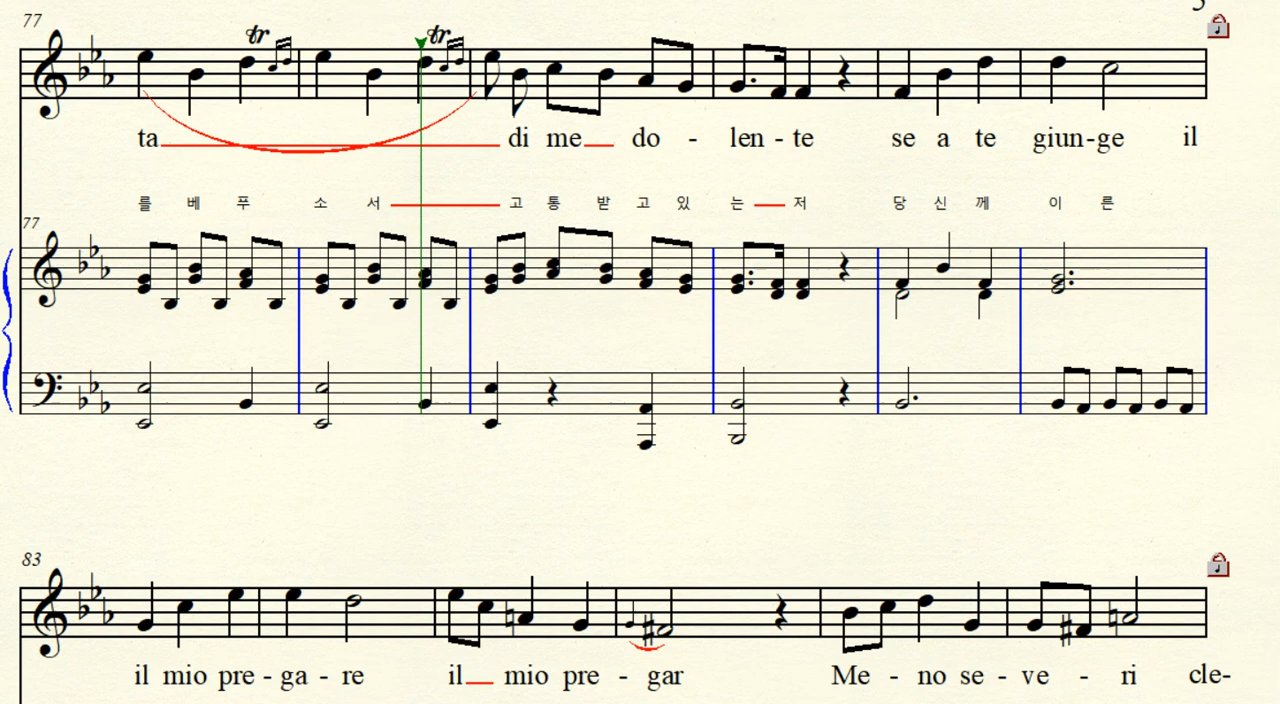 77
tr tr
ta di me do - len - te se a te giun-ge il
를 베 푸 소 서 고 통 받 고 있 는 저 당 신 께 이 른
77
83
il mio pre - ga - re il mio pre - gar Me - no se - ve - ri cle-